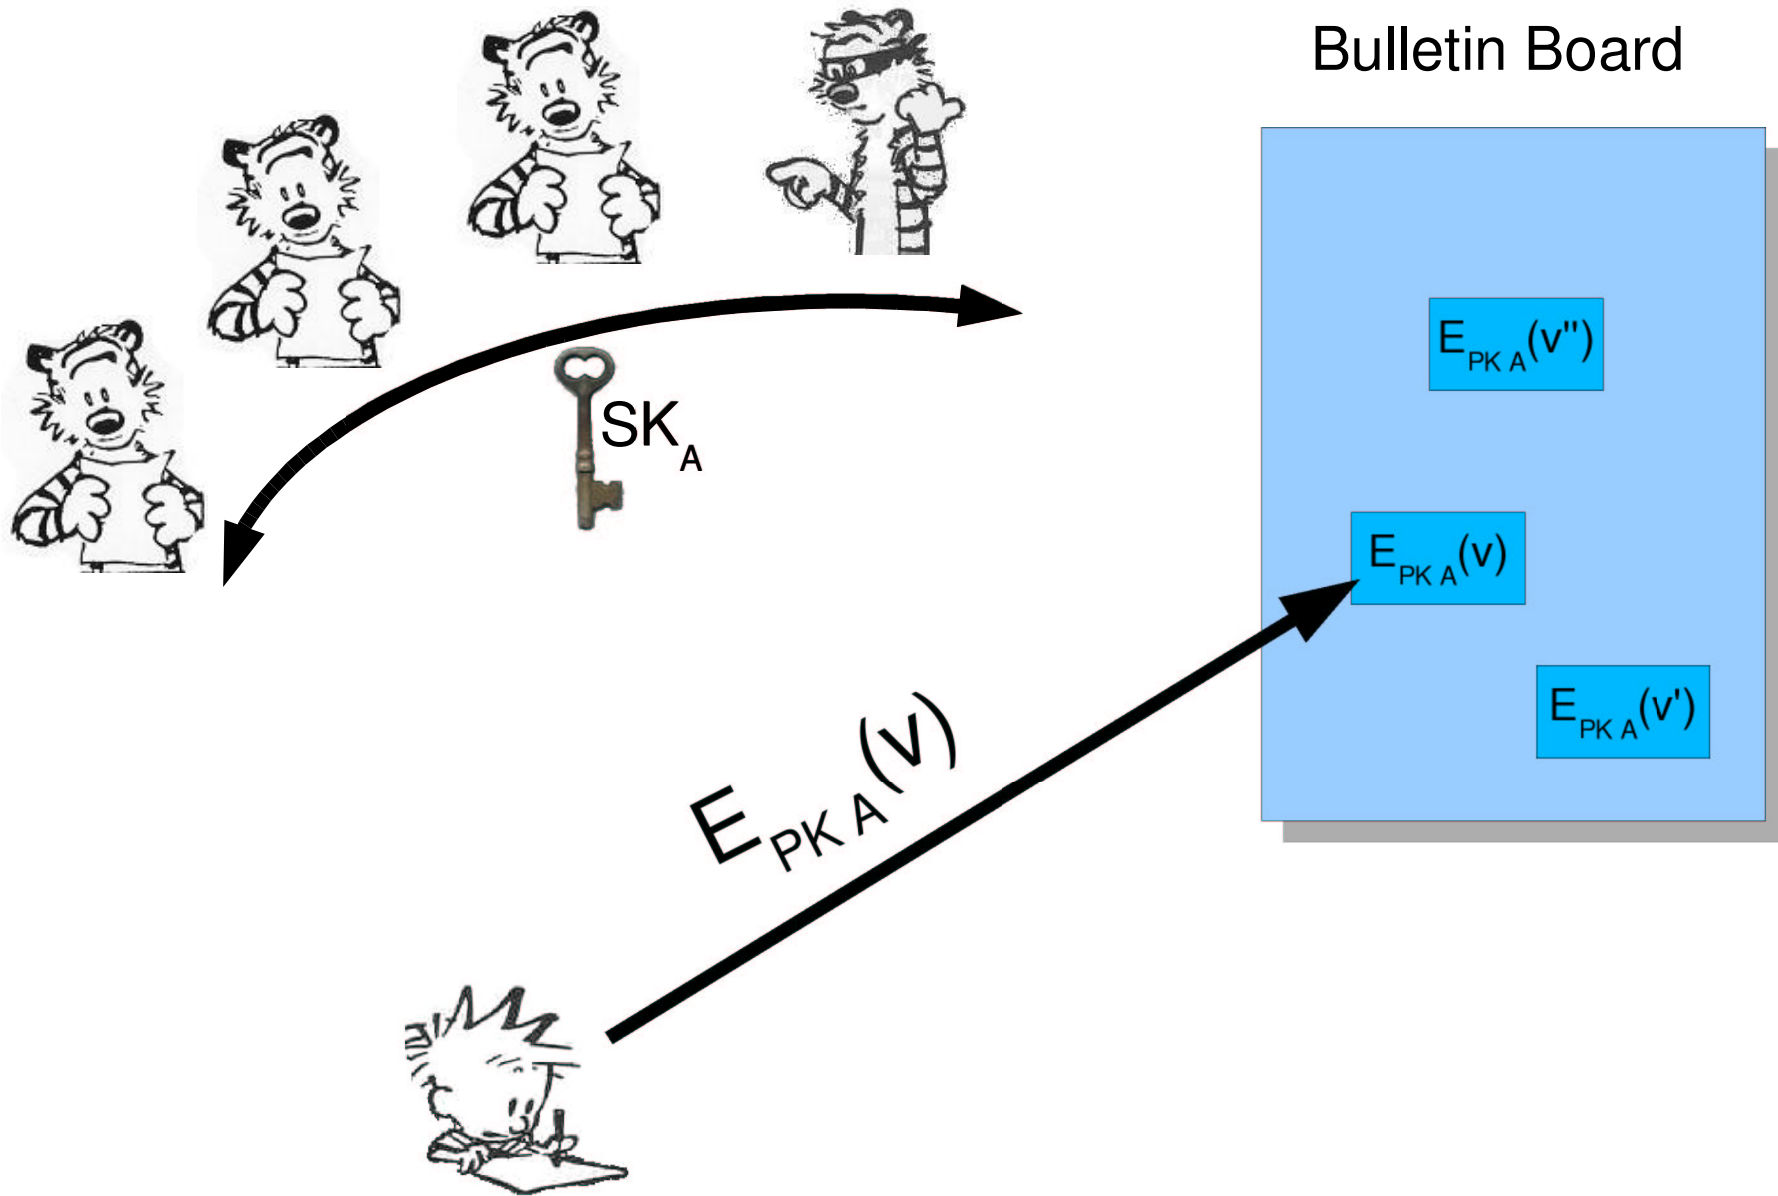 Bulletin Board
E_PK A(v'')
SK_A
E_PK A(v)
E_PK A(v')
E_PK A(v)